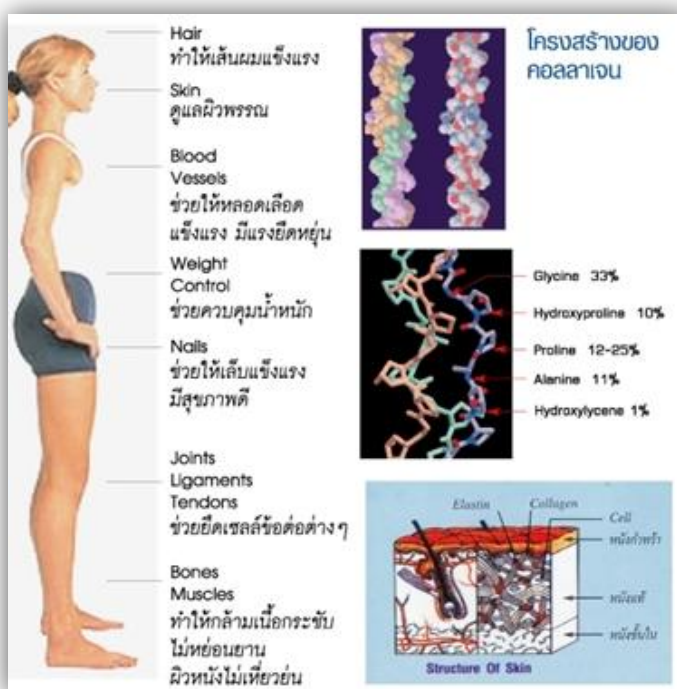 Hair
ทำให้เส้นผมแข็งแรง
Skin
ดูแลผิวพรรณ
Blood
Vessels
ช่วยให้หลอดเลือด
แข็งแรง มีแรงยืดหยุ่น
Weight
Control
ช่วยควบคุมน้ำหนัก
Nails
ช่วยให้เล็บแข็งแรง
มีสุขภาพดี
Joints
Ligaments
Tendons
ช่วยยึดเซลล์ข้อต่อต่างๆ
Bones
Muscles
ทำให้กล้ามเนื้อกระชับ
ไม่หย่อนยาน
ผิวหนังไม่เหี่ยวย่น
โครงสร้างของ
คอลลาเจน
Glycine 33%
Hydroxyproline 10%
Proline 12-25%
Alanine 11%
Hydroxylycene 1%
Elastin Collagen
Cell
หนังกำพร้า
หนังแท้
หนังชั้นใน
Structure Of Skin